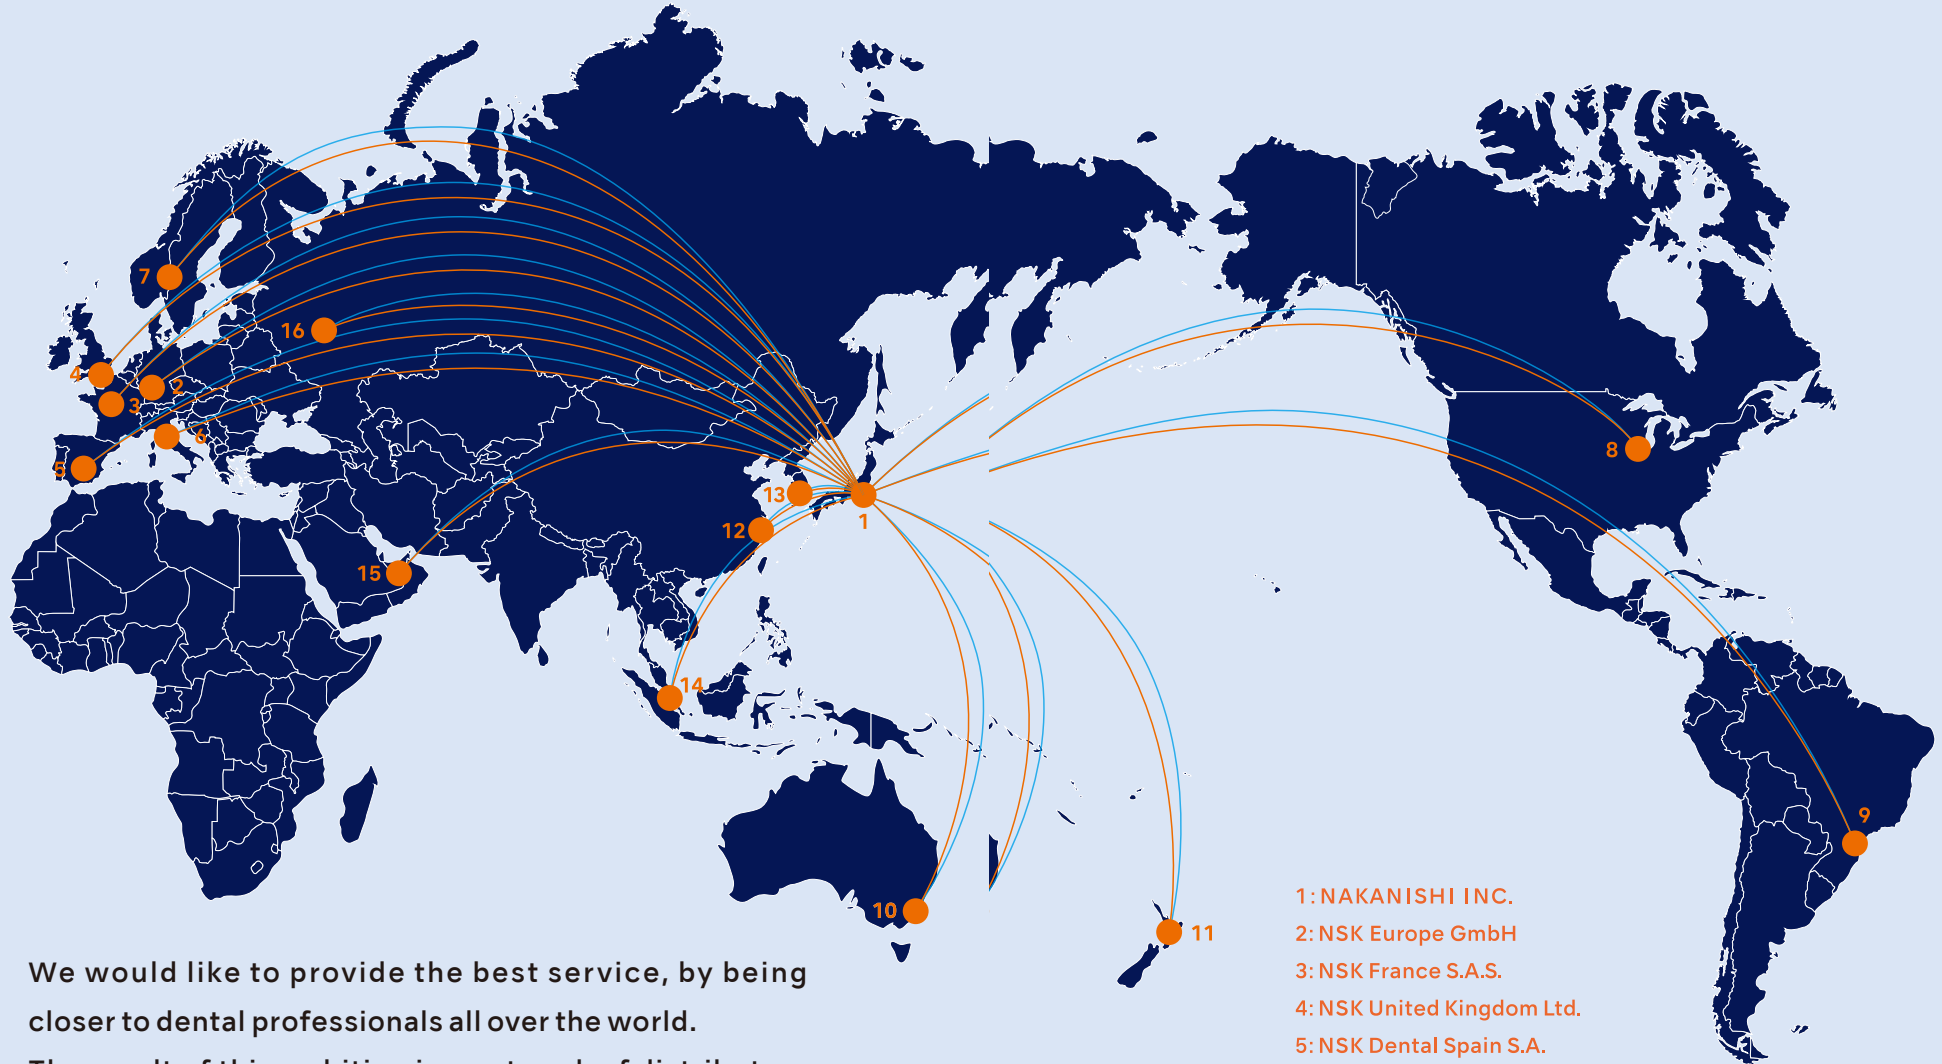 7
16
4
2
3
6
5
13
12
1
15
14
8
9
10
11
We would like to provide the best service, by being
closer to dental professionals all over the world.
1: NAKANISHI INC.
2: NSK Europe GmbH
3: NSK France S.A.S.
4: NSK United Kingdom Ltd.
5: NSK Dental Spain S.A.